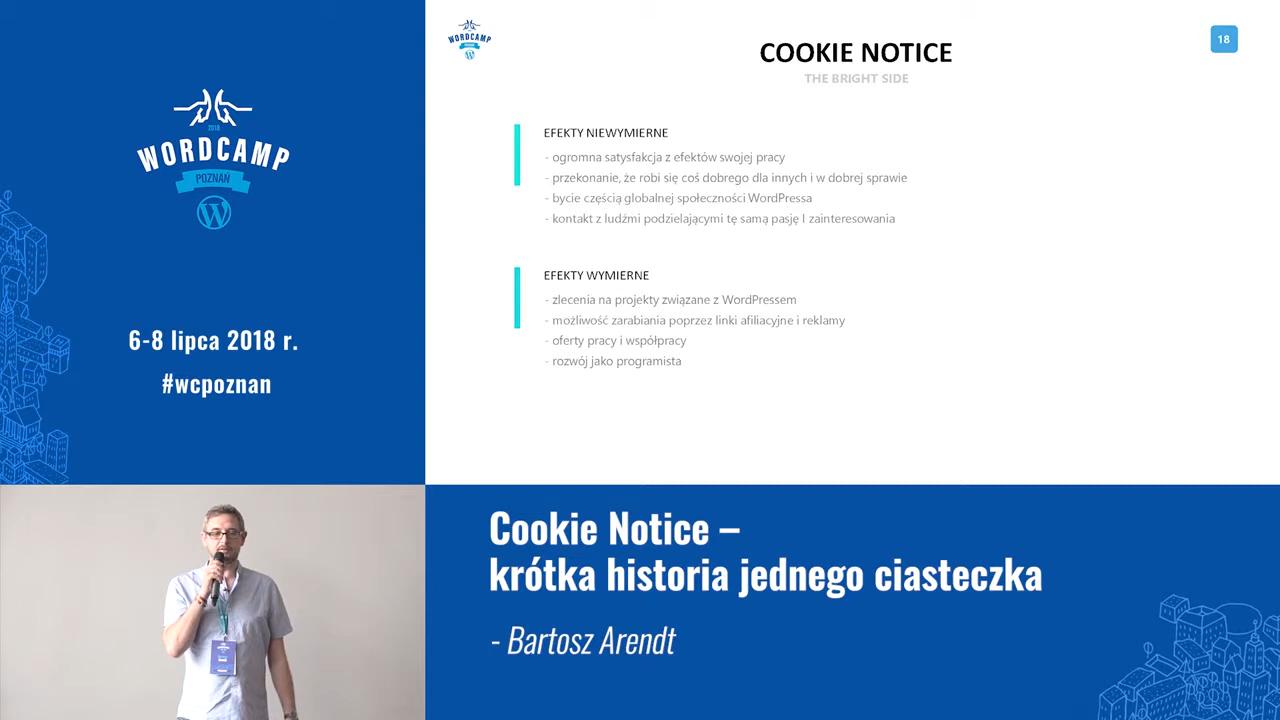 2018
WORDCAMP
POZNAŃ
6-8 lipca 2018 r.
#wcpoznan
WORDCAMP
18
COOKIE NOTICE
THE BRIGHT SIDE
EFEKTY NIEWYMIERNE
- ogromna satysfakcja z efektów swojej pracy
- przekonanie, że robi się coś dobrego dla innych i w dobrej sprawie
- bycie częścią globalnej społeczności WordPressa
- kontakt z ludźmi podzielającymi tę samą pasję I zainteresowania
EFEKTY WYMIERNE
- zlecenia na projekty związane z WordPressem
- możliwość zarabiania poprzez linki afiliacyjne i reklamy
- oferty pracy i współpracy
- rozwój jako programista
Cookie Notice –
krótka historia jednego ciasteczka
- Bartosz Arendt